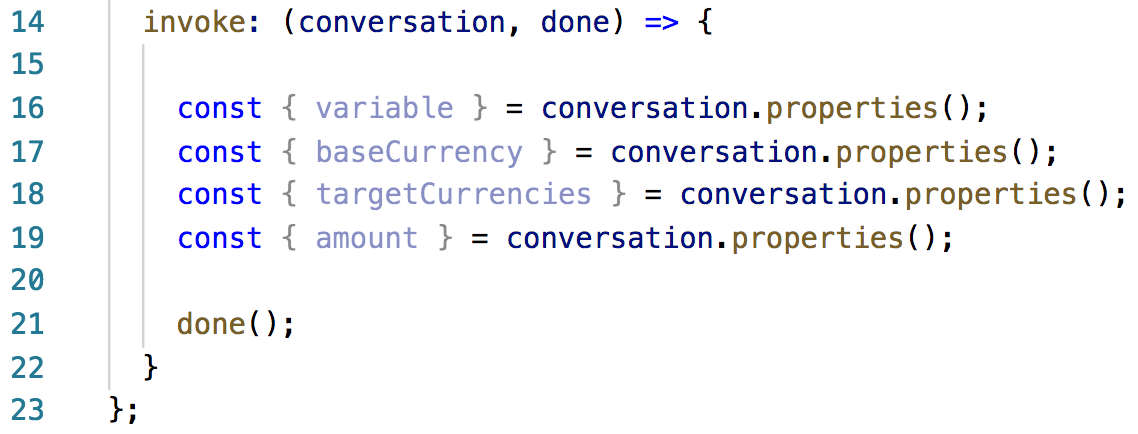 14 invoke: (conversation, done) => {
15
16 const { variable } = conversation.properties();
17 const { baseCurrency } = conversation.properties();
18 const { targetCurrencies } = conversation.properties();
19 const { amount } = conversation.properties();
20
21 done();
22 }
23 };